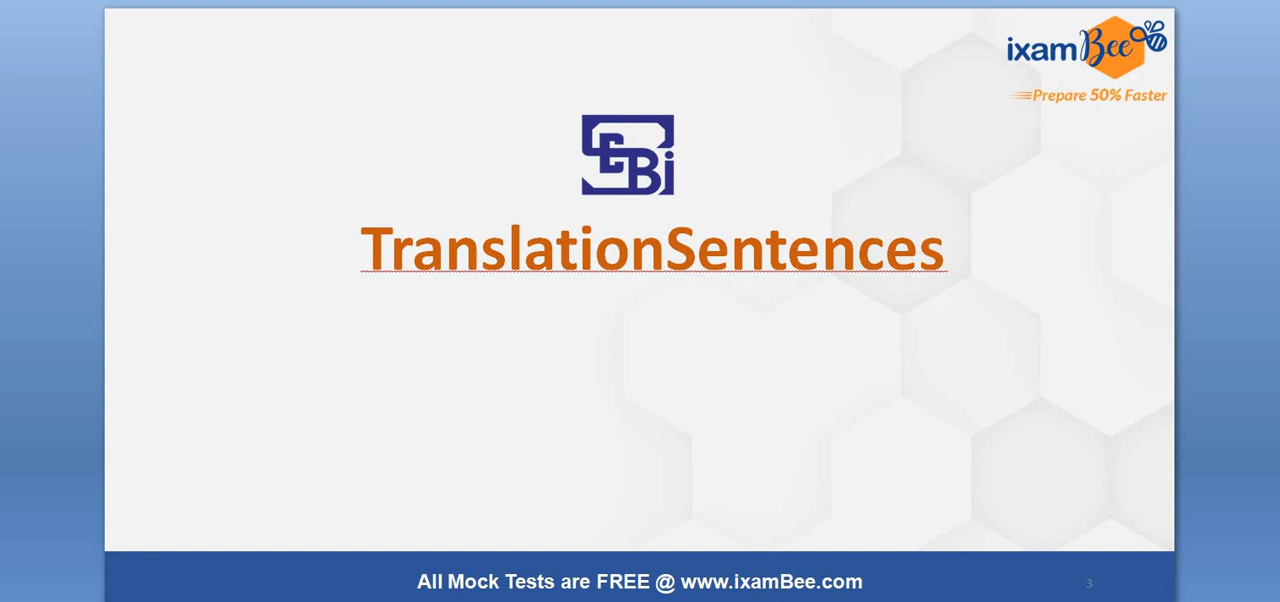 ixamBee
Prepare 50% Faster
SEBi
TranslationSentences
All Mock Tests are FREE @ www.ixamBee.com
3